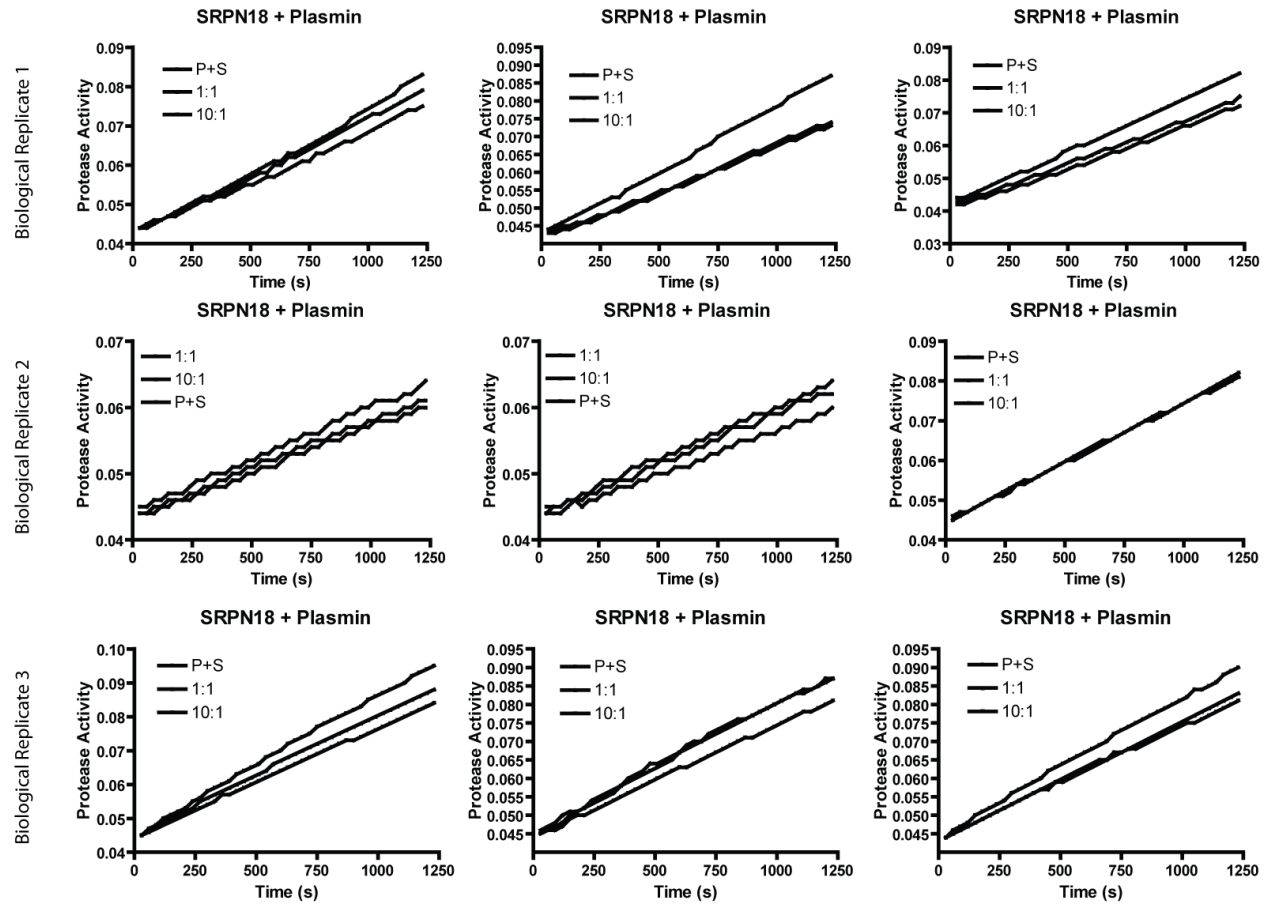 Biological Replicate 1
SRPN18 + Plasmin
Protease Activity
0.09
0.08
0.07
0.06
0.05
0.04
P+S
1:1
10:1
0 250 500 750 1000 1250
Time (s)
SRPN18 + Plasmin
Protease Activity
0.095
0.090
0.085
0.080
0.075
0.070
0.065
0.060
0.055
0.050
0.045
P+S
1:1
10:1
0 250 500 750 1000 1250
Time (s)
SRPN18 + Plasmin
Protease Activity
0.09
0.08
0.07
0.06
0.05
0.04
0.03
P+S
1:1
10:1
0 250 500 750 1000 1250
Time (s)
Biological Replicate 2
SRPN18 + Plasmin
Protease Activity
0.07
0.06
0.05
0.04
1:1
10:1
P+S
0 250 500 750 1000 1250
Time (s)
SRPN18 + Plasmin
Protease Activity
0.07
0.06
0.05
0.04
1:1
10:1
P+S
0 250 500 750 1000 1250
Time (s)
SRPN18 + Plasmin
Protease Activity
0.09
0.08
0.07
0.06
0.05
0.04
P+S
1:1
10:1
0 250 500 750 1000 1250
Time (s)
Biological Replicate 3
SRPN18 + Plasmin
Protease Activity
0.10
0.09
0.08
0.07
0.06
0.05
0.04
P+S
1:1
10:1
0 250 500 750 1000 1250
Time (s)
SRPN18 + Plasmin
Protease Activity
0.095
0.090
0.085
0.080
0.075
0.070
0.065
0.060
0.055
0.050
0.045
P+S
1:1
10:1
0 250 500 750 1000 1250
Time (s)
SRPN18 + Plasmin
Protease Activity
0.095
0.090
0.085
0.080
0.075
0.070
0.065
0.060
0.055
0.050
0.045
P+S
1:1
10:1
0 250 500 750 1000 1250
Time (s)